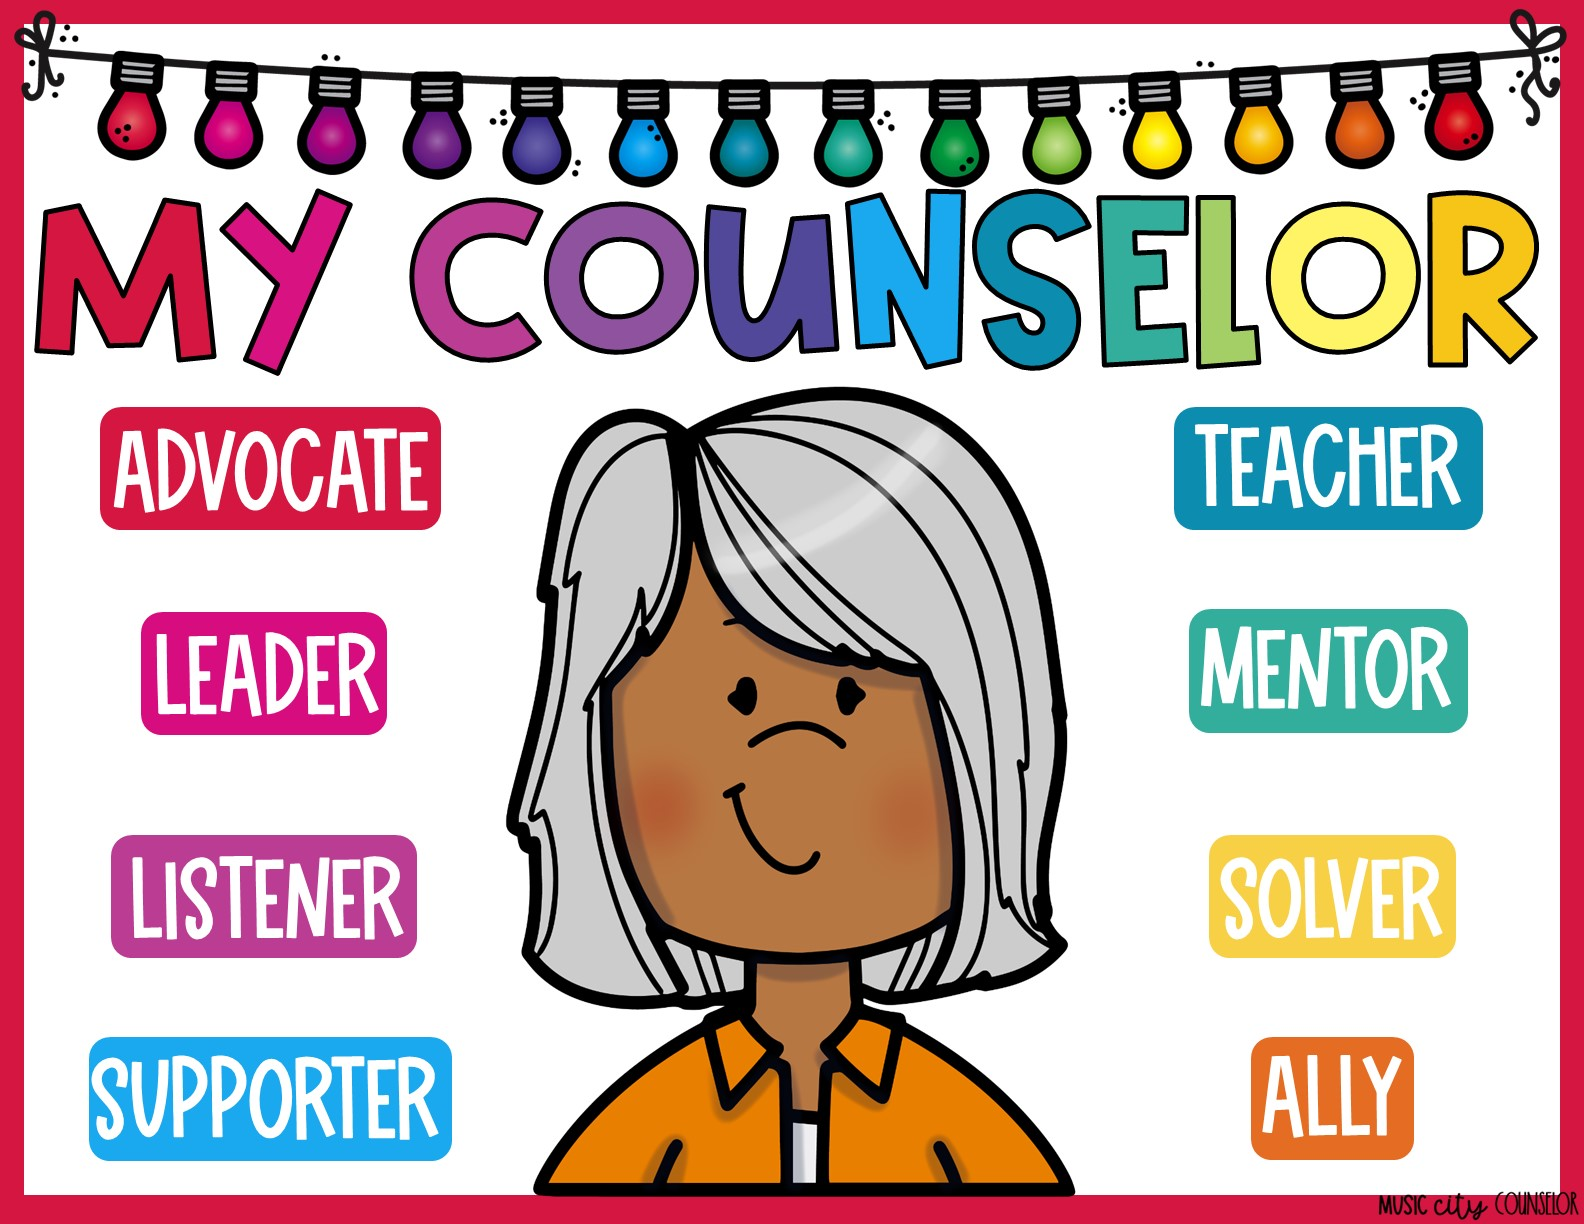 MY COUNSELOR
ADVOCATE
LEADER
LISTENER
SUPPORTER
TEACHER
MENTOR
SOLVER
ALLY
MUSIC city COUNSELOR